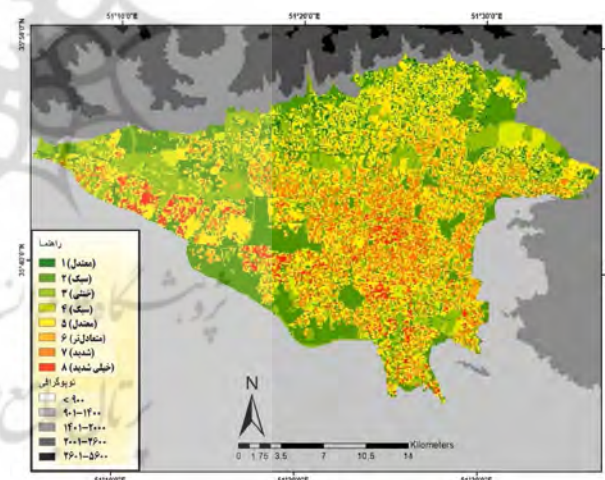 51°10'0"E 51°20'0"E 51°30'0"E
35°40'0"
راهنما
۱ (معتدل)
۲ (سبک)
۳ (خنثی)
۴ (سبک)
۵ (معتدل)
۶ (متعادل‌تر)
۷ (شدید)
۸ (خیلی شدید)
توپوگرافی
< ۹۰۰
۹۰۱-۱۴۰۰
۱۴۰۱-۲۰۰۰
۲۰۰۱-۲۶۰۰
۲۶۰۱-۵۶۰۰
N
Kilometers
0 1.75 3.5 7 10.5 14